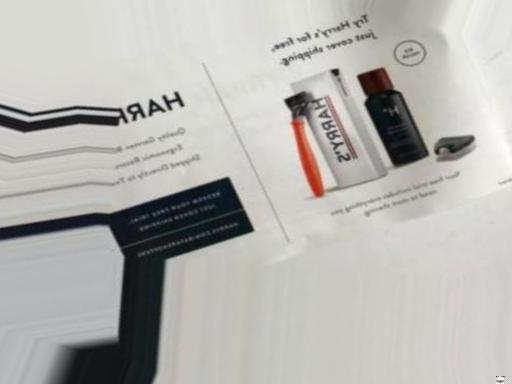 HARR
Quality German B
Ergonomic Razors,
Shipped Directly to Yo
REDEEM YOUR FREE TRIAL,
JUST COVER SHIPPING
Try Harry's for free,
just cover shipping.
HARRY'S
H
Your free trial includes everything you
need to start shaving.